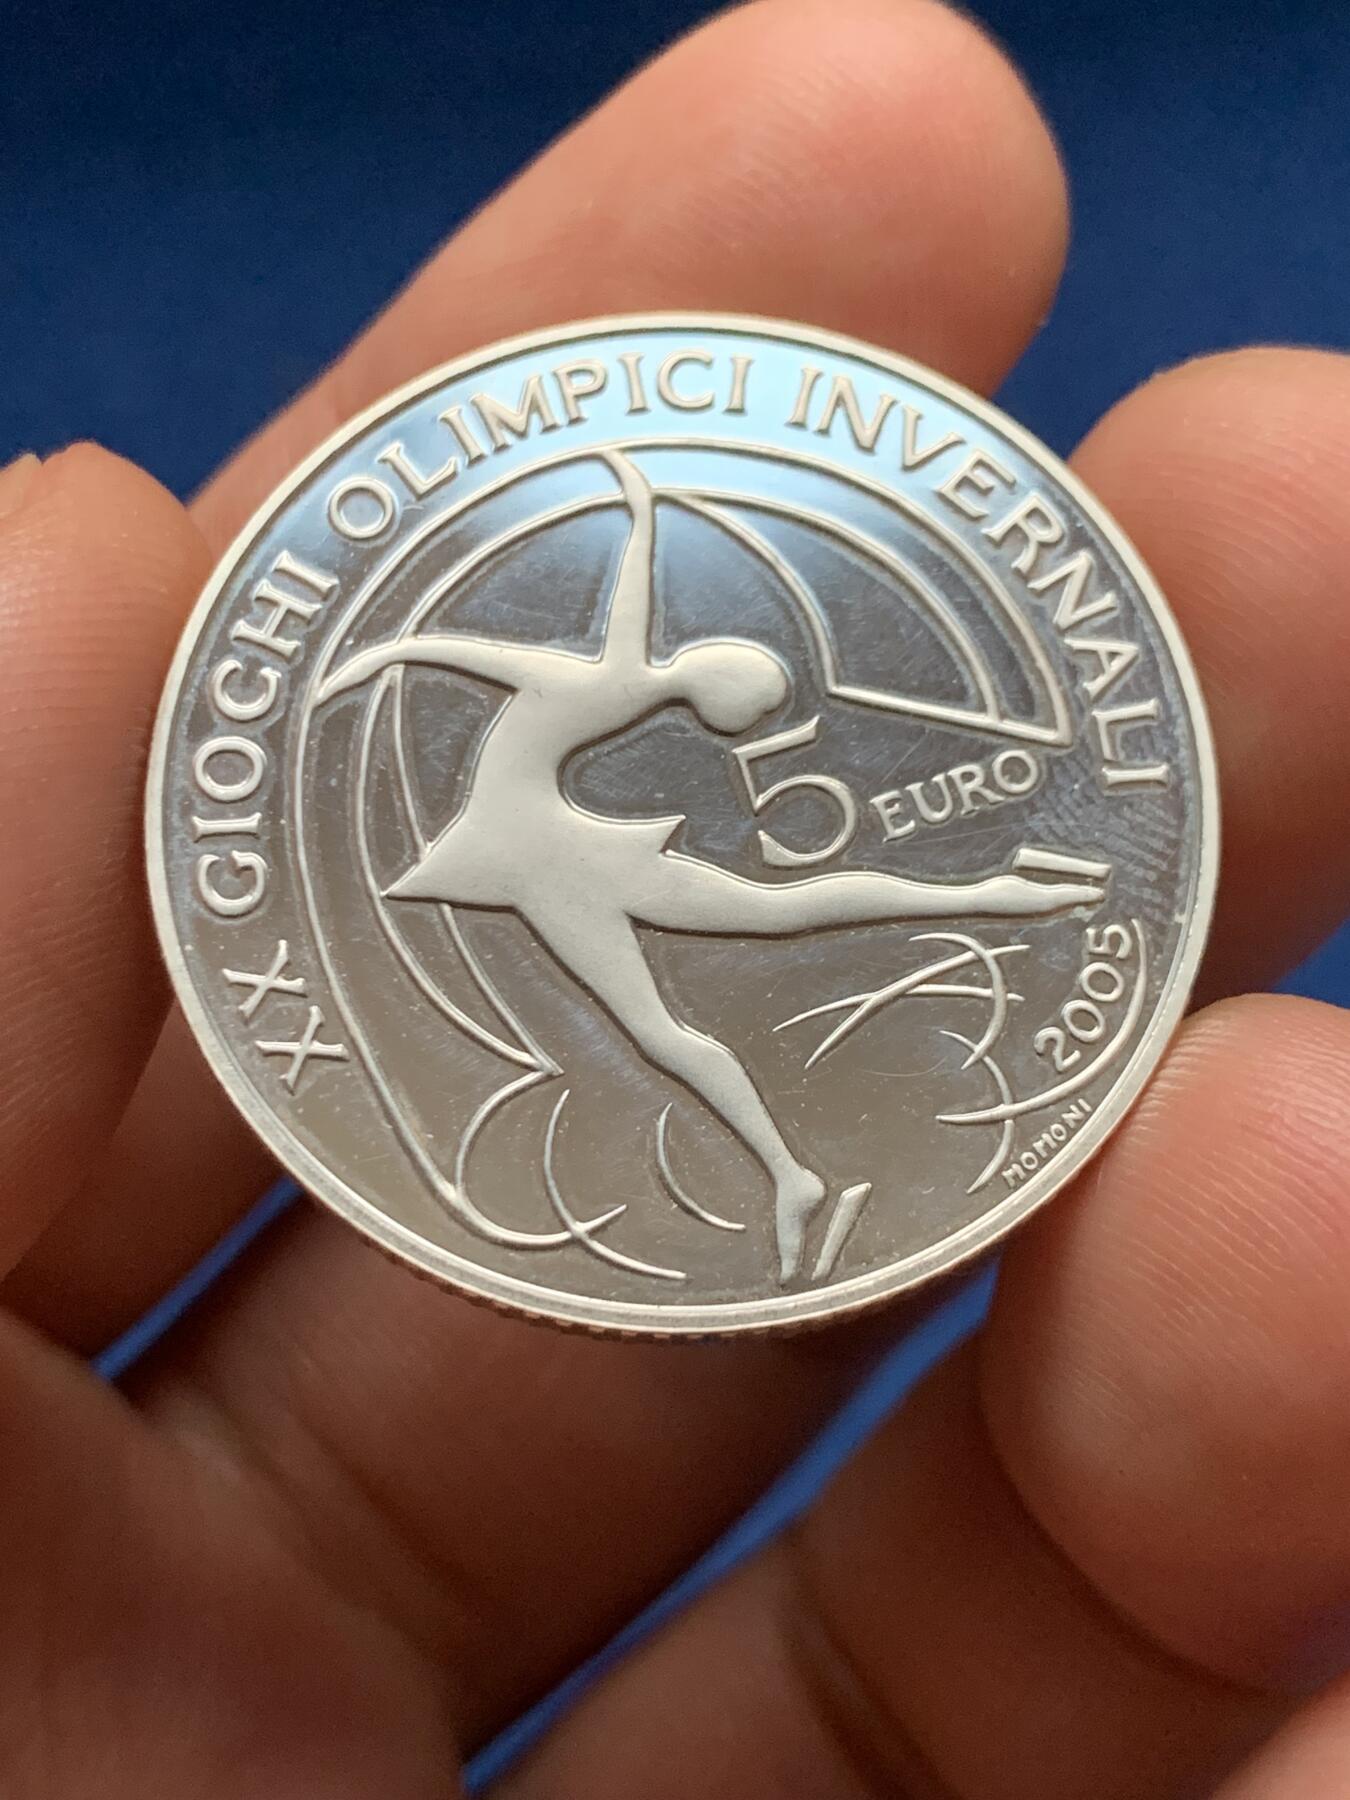 XX GIOCHI OLIMPICI INVERNALI
5 EURO
2005
MOMONI